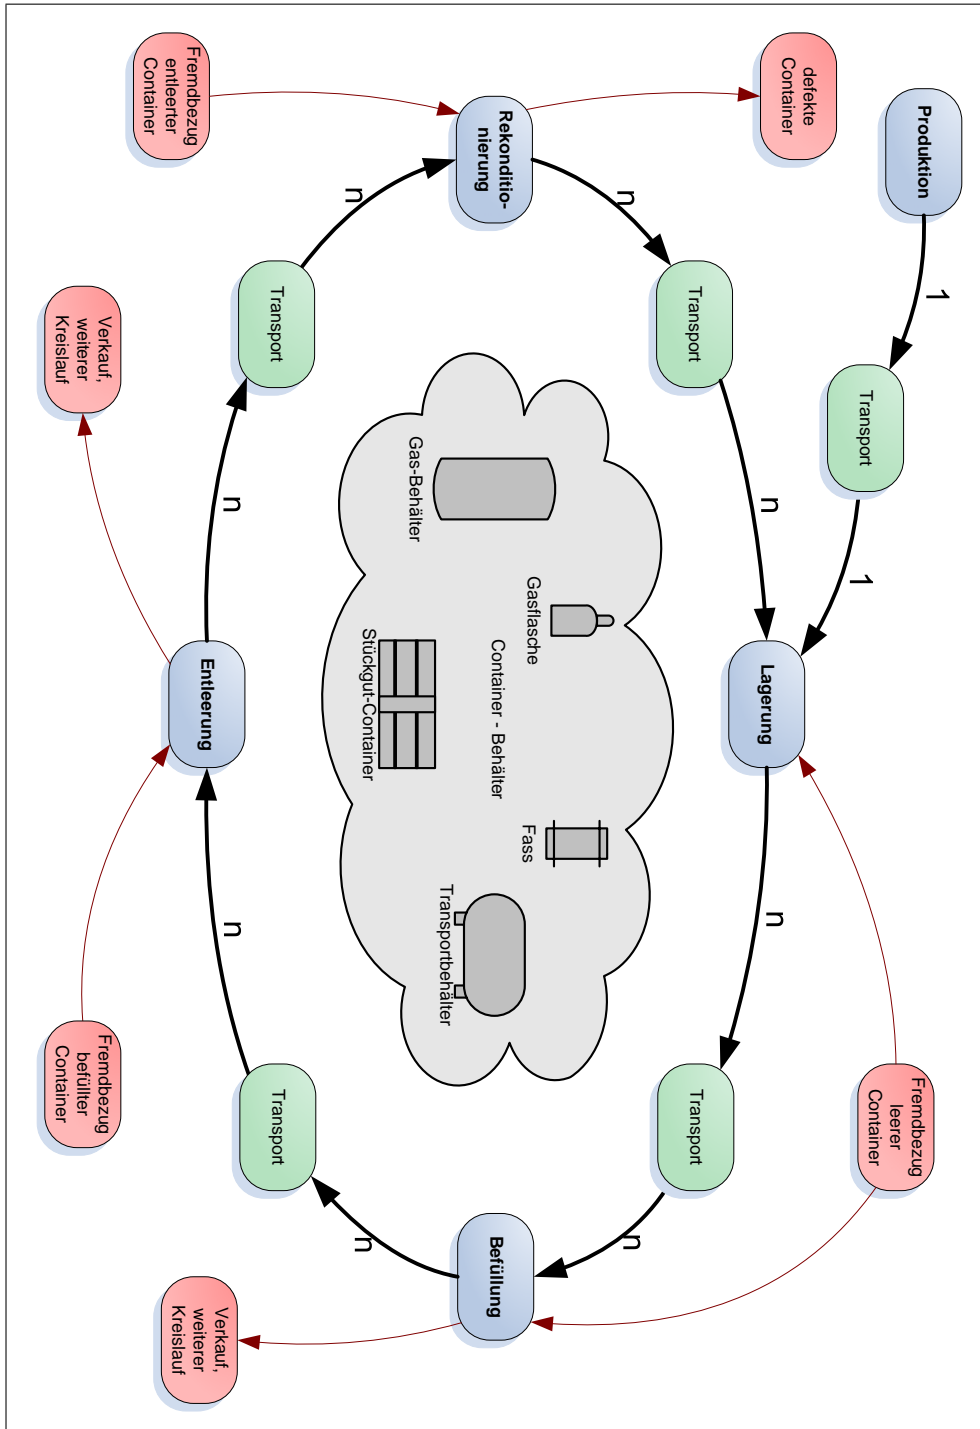 Produktion
1
Transport
1
defekte
Container
Fremdbezug
leerer
Container
Lagerung
n
n
Transport
Transport
n
n
Rekonditio-
nierung
Befüllung
Gasflasche
Fass
Container - Behälter
Gas-Behälter
Transportbehälter
Stückgut-Container
n
n
Transport
Transport
n
n
Entleerung
Fremdbezug
entleerter
Container
Verkauf,
weiterer
Kreislauf
Verkauf,
weiterer
Kreislauf
Fremdbezug
befüllter
Container